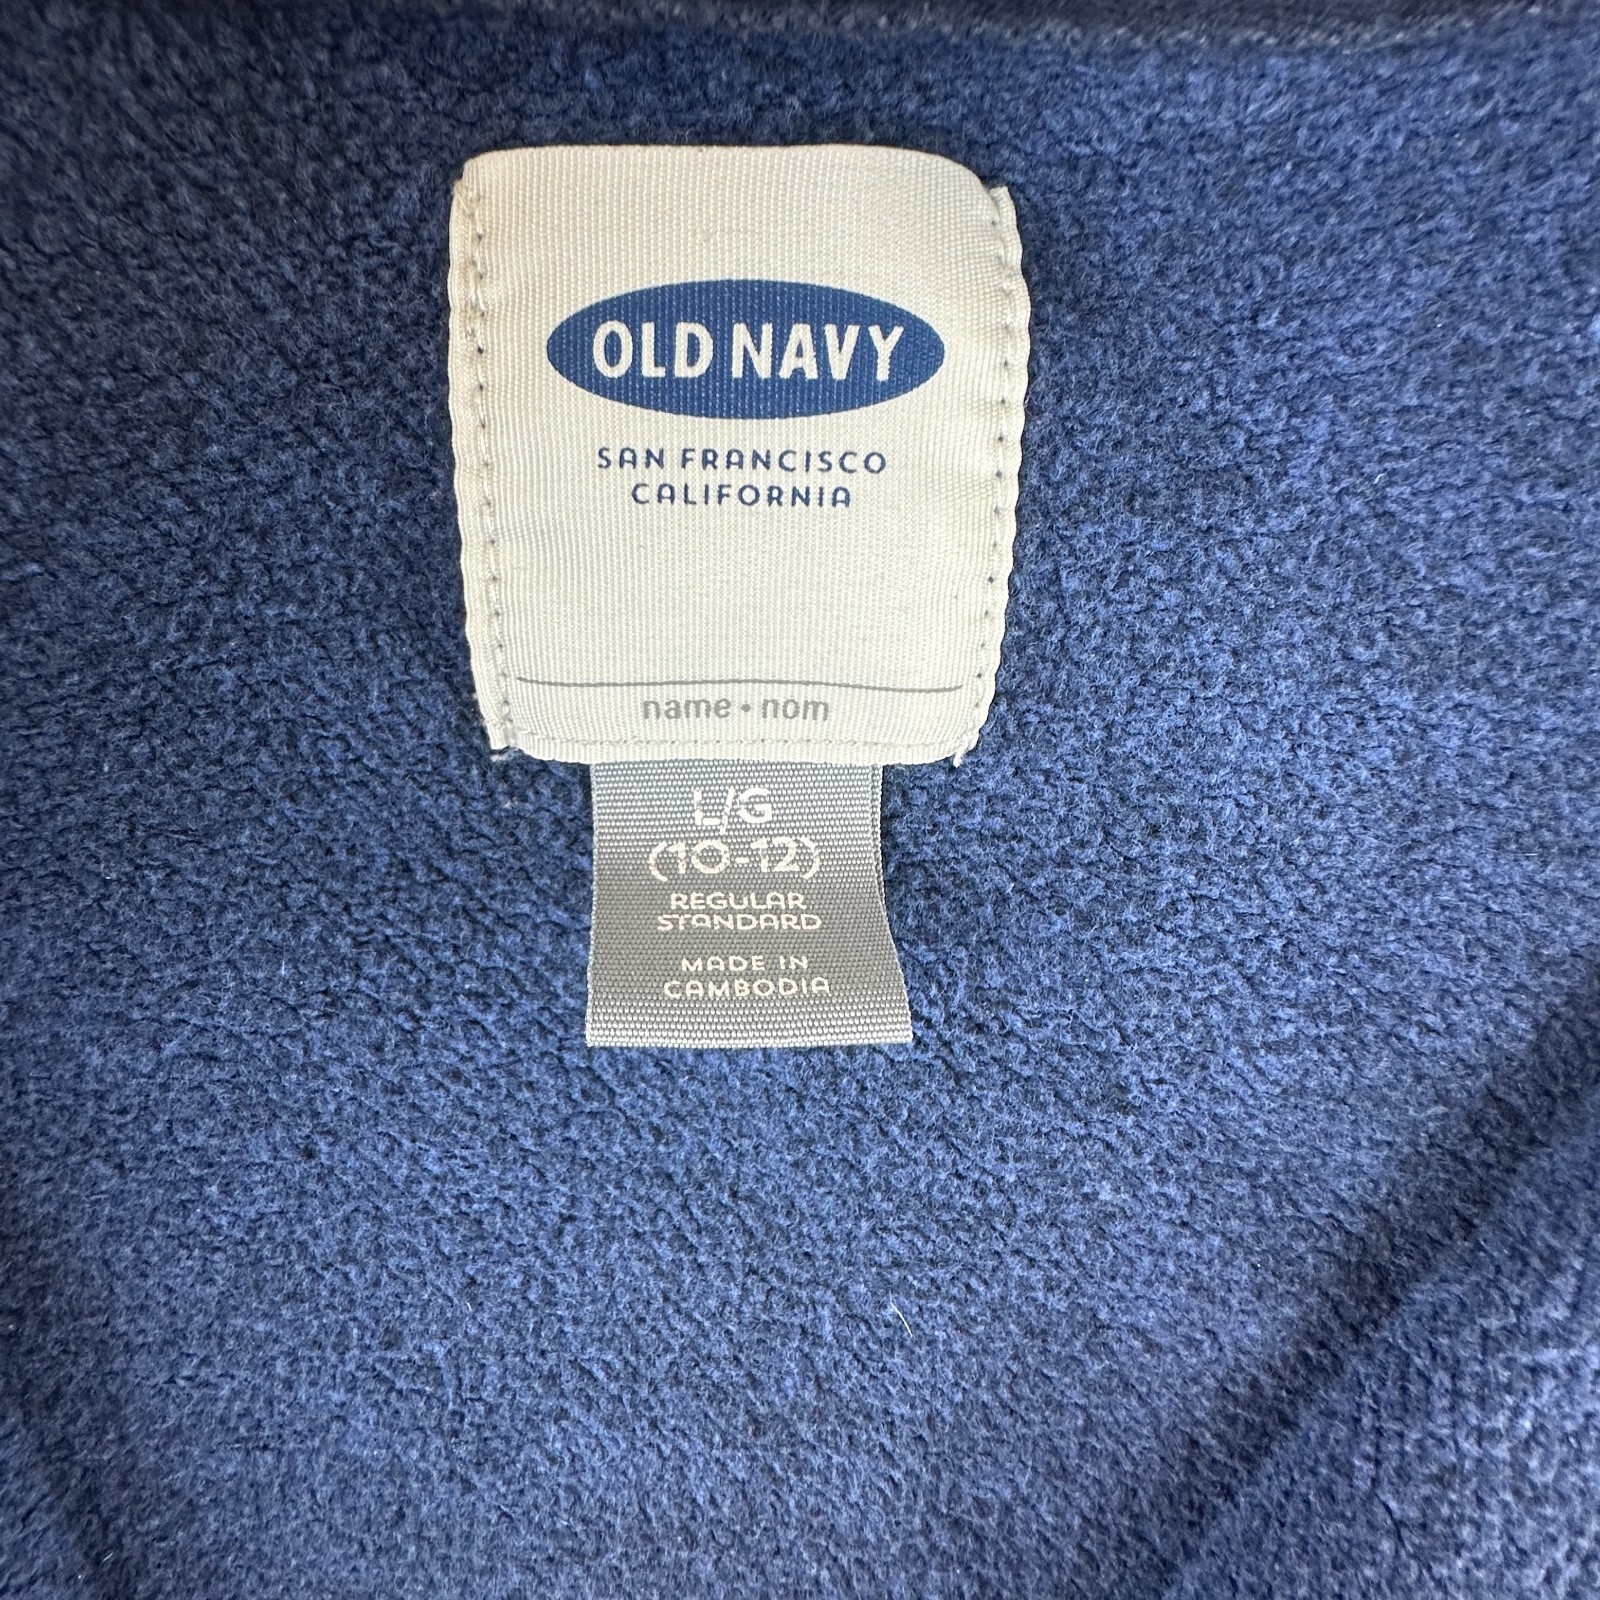 OLD NAVY
SAN FRANCISCO
CALIFORNIA
name • nom
L/G
(10-12)
REGULAR
STANDARD
MADE IN
CAMBODIA